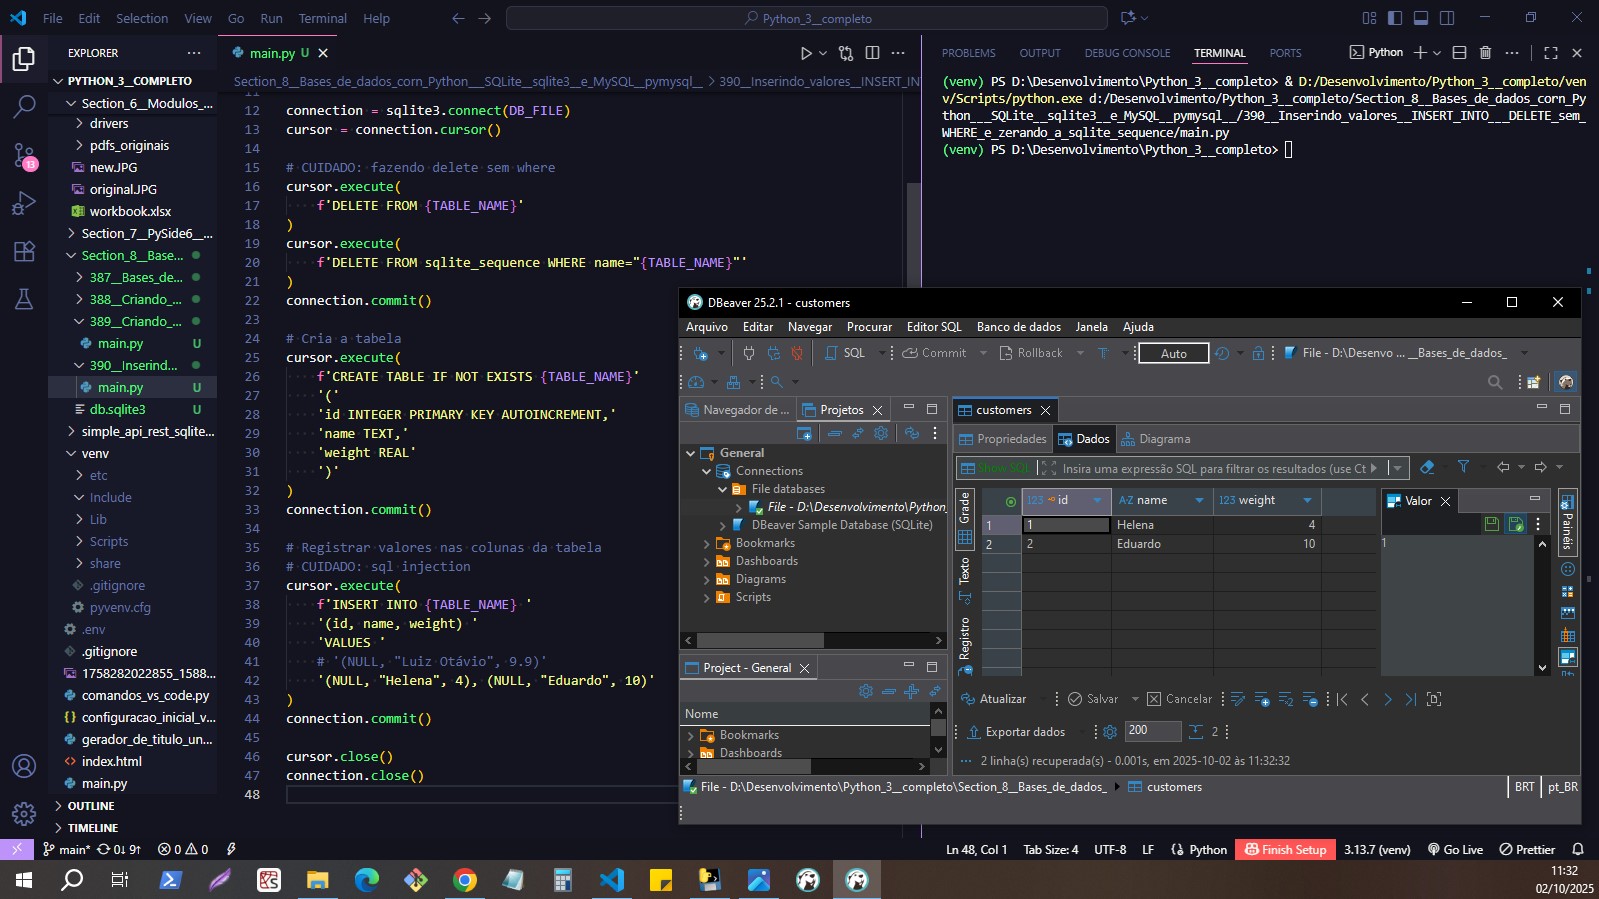 File Edit Selection View Go Run Terminal Help
Python_3__completo
EXPLORER
PYTHON_3__COMPLETO
Section_6__Modulos_...
drivers
pdfs_originais
new.JPG
original.JPG
workbook.xlsx
Section_7__PySide6__...
Section_8__Base...
387__Bases_de...
388__Criando_...
389__Criando_...
main.py U
390__Inserind...
main.py U
db.sqlite3 U
simple_api_rest_sqlite...
venv
etc
Include
Lib
Scripts
share
.gitignore
pyvenv.cfg
.env
.gitignore
1758282022855_1588...
comandos_vs_code.py
configuracao_inicial_v...
gerador_de_titulo_un...
index.html
main.py
OUTLINE
TIMELINE
13
main.py U
Section_8__Bases_de_dados_corn_Python___SQLite__sqlite3__e_MySQL__pymysql__ > 390__Inserindo_valores__INSERT_IN
11
12 connection = sqlite3.connect(DB_FILE)
13 cursor = connection.cursor()
14
15 # CUIDADO: fazendo delete sem where
16 cursor.execute(
17 f'DELETE FROM {TABLE_NAME}'
18 )
19 cursor.execute(
20 f'DELETE FROM sqlite_sequence WHERE name="{TABLE_NAME}"'
21 )
22 connection.commit()
23
24 # Cria a tabela
25 cursor.execute(
26 f'CREATE TABLE IF NOT EXISTS {TABLE_NAME}'
27 '('
28 'id INTEGER PRIMARY KEY AUTOINCREMENT,'
29 'name TEXT,'
30 'weight REAL'
31 ')'
32 )
33 connection.commit()
34
35 # Registrar valores nas colunas da tabela
36 # CUIDADO: sql injection
37 cursor.execute(
38 f'INSERT INTO {TABLE_NAME} '
39 '(id, name, weight) '
40 'VALUES '
41 # '(NULL, "Luiz Otávio", 9.9)'
42 '(NULL, "Helena", 4), (NULL, "Eduardo", 10)'
43 )
44 connection.commit()
45
46 cursor.close()
47 connection.close()
48
PROBLEMS OUTPUT DEBUG CONSOLE TERMINAL PORTS
Python
(venv) PS D:\Desenvolvimento\Python_3__completo> & D:/Desenvolvimento/Python_3__completo/ven
v/Scripts/python.exe d:/Desenvolvimento/Python_3__completo/Section_8__Bases_de_dados_corn_Py
thon___SQLite__sqlite3__e_MySQL__pymysql__/390__Inserindo_valores__INSERT_INTO___DELETE_sem_
WHERE_e_zerando_a_sqlite_sequence/main.py
(venv) PS D:\Desenvolvimento\Python_3__completo>
DBeaver 25.2.1 - customers
Arquivo Editar Navegar Procurar Editor SQL Banco de dados Janela Ajuda
SQL Commit Rollback T Auto File - D:\Desenvo ... __Bases_de_dados_
Navegador de ... Projetos
General
Connections
File databases
File - D:\Desenvolvimento\Python_
DBeaver Sample Database (SQLite)
Bookmarks
Dashboards
Diagrams
Scripts
Project - General
Nome
Bookmarks
Dashboards
customers
Propriedades Dados Diagrama
Show SQL Insira uma expressão SQL para filtrar os resultados (use Ct
Grade
Texto
Registro
123 id A-Z name 123 weight
1 1 Helena 4
2 2 Eduardo 10
Valor
1
Painéis
Atualizar Salvar Cancelar
Exportar dados 200 2
2 linha(s) recuperada(s) - 0.001s, em 2025-10-02 às 11:32:32
File - D:\Desenvolvimento\Python_3__completo\Section_8__Bases_de_dados_ customers BRT pt_BR
main* 0↓ 9↑ 0 0
Ln 48, Col 1 Tab Size: 4 UTF-8 LF Python Finish Setup 3.13.7 (venv) Go Live Prettier
11:32
02/10/2025